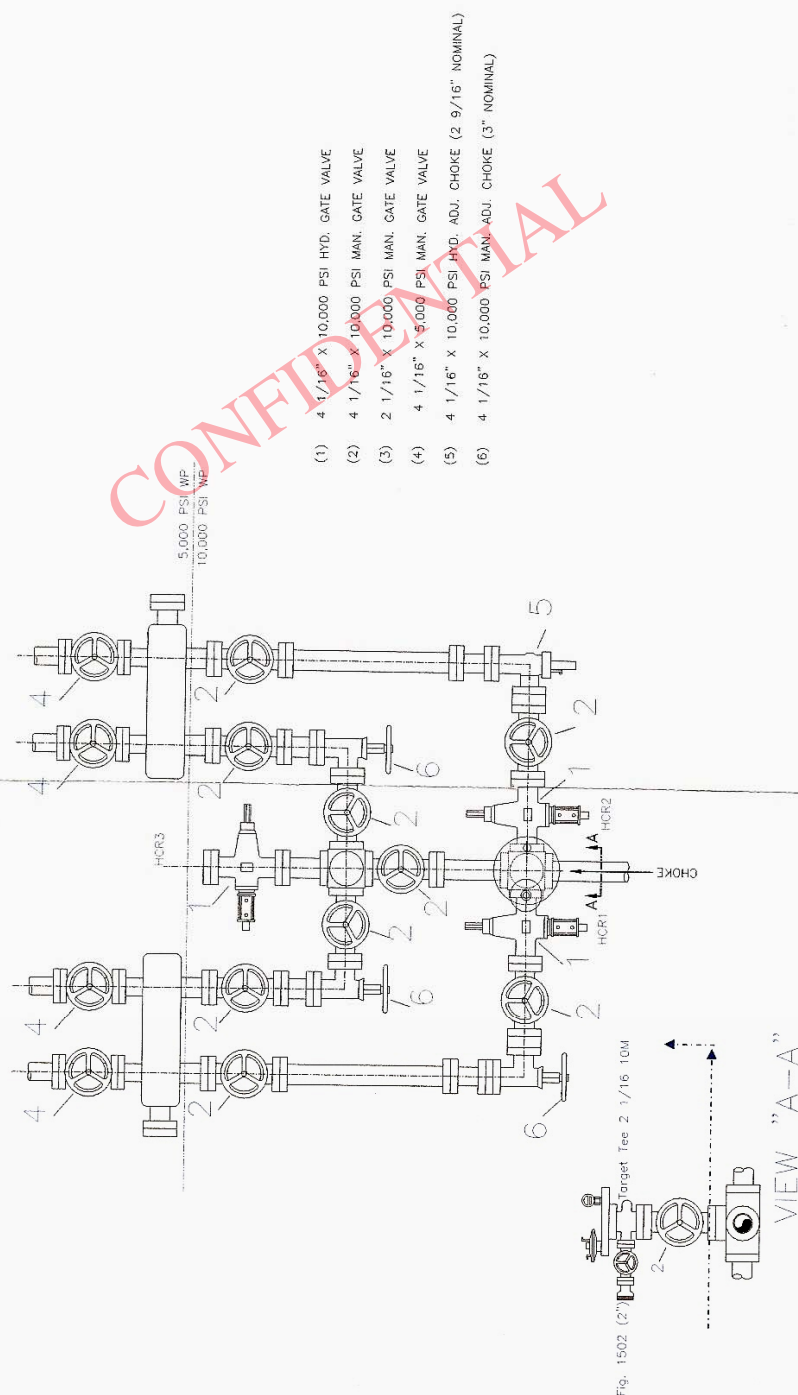 (1) 4 1/16" X 10,000 PSI HYD. GATE VALVE
(2) 4 1/16" X 10,000 PSI MAN. GATE VALVE
(3) 2 1/16" X 10,000 PSI MAN. GATE VALVE
(4) 4 1/16" X 5,000 PSI MAN. GATE VALVE
(5) 4 1/16" X 10,000 PSI HYD. ADJ. CHOKE (2 9/16" NOMINAL)
(6) 4 1/16" X 10,000 PSI MAN. ADJ. CHOKE (3" NOMINAL)
CONFIDENTIAL
5,000 PSI WP
10,000 PSI WP
4
4
4
4
2
2
2
2
HCR3
1
6
6
2
2
2
5
2
1
HCR2
A
A
CHOKE
HCR1
1
2
6
Fig. 1502 (2")
Target Tee 2 1/16 10M
2
VIEW "A-A"